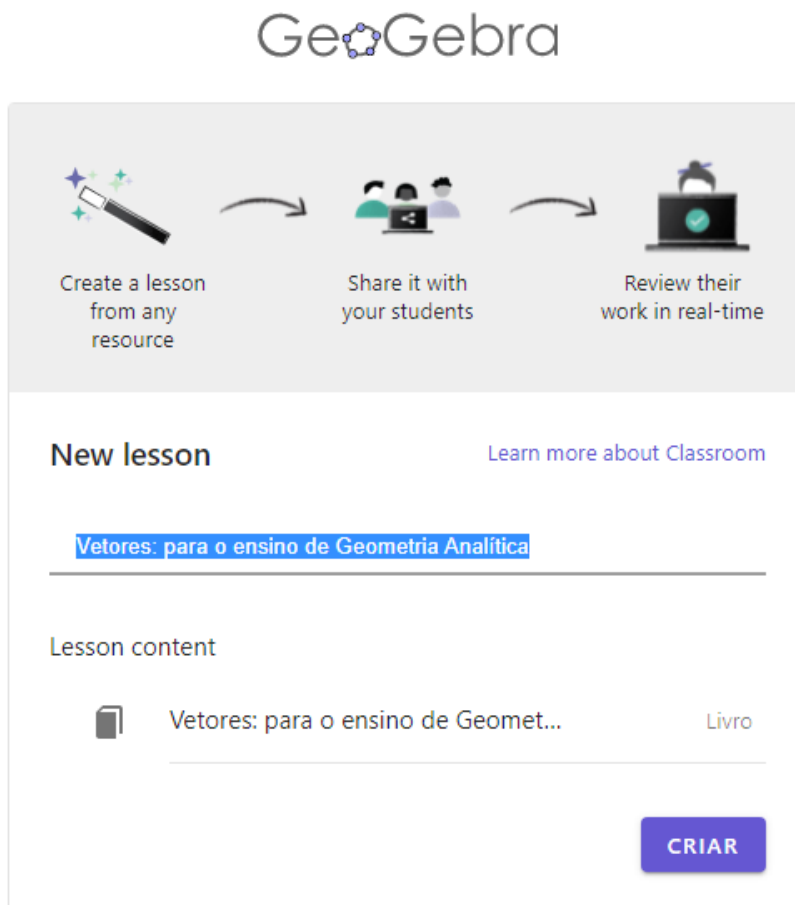 GeoGebra
Create a lesson
from any
resource
Share it with
your students
Review their
work in real-time
New lesson
Learn more about Classroom
Vetores: para o ensino de Geometria Analítica
Lesson content
Vetores: para o ensino de Geomet...
Livro
CRIAR